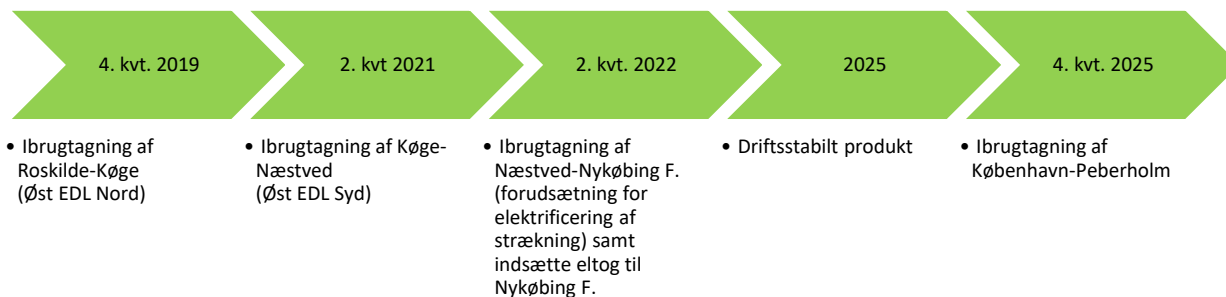 4. kvt. 2019
2. kvt 2021
2. kvt. 2022
2025
4. kvt. 2025
• Ibrugtagning af
Roskilde-Køge
(Øst EDL Nord)
• Ibrugtagning af Køge-
Næstved
(Øst EDL Syd)
• Ibrugtagning af
Næstved-Nykøbing F.
(forudsætning for
elektrificering af
strækning) samt
indsætte eltog til
Nykøbing F.
• Driftsstabilt produkt
• Ibrugtagning af
København-Peberholm